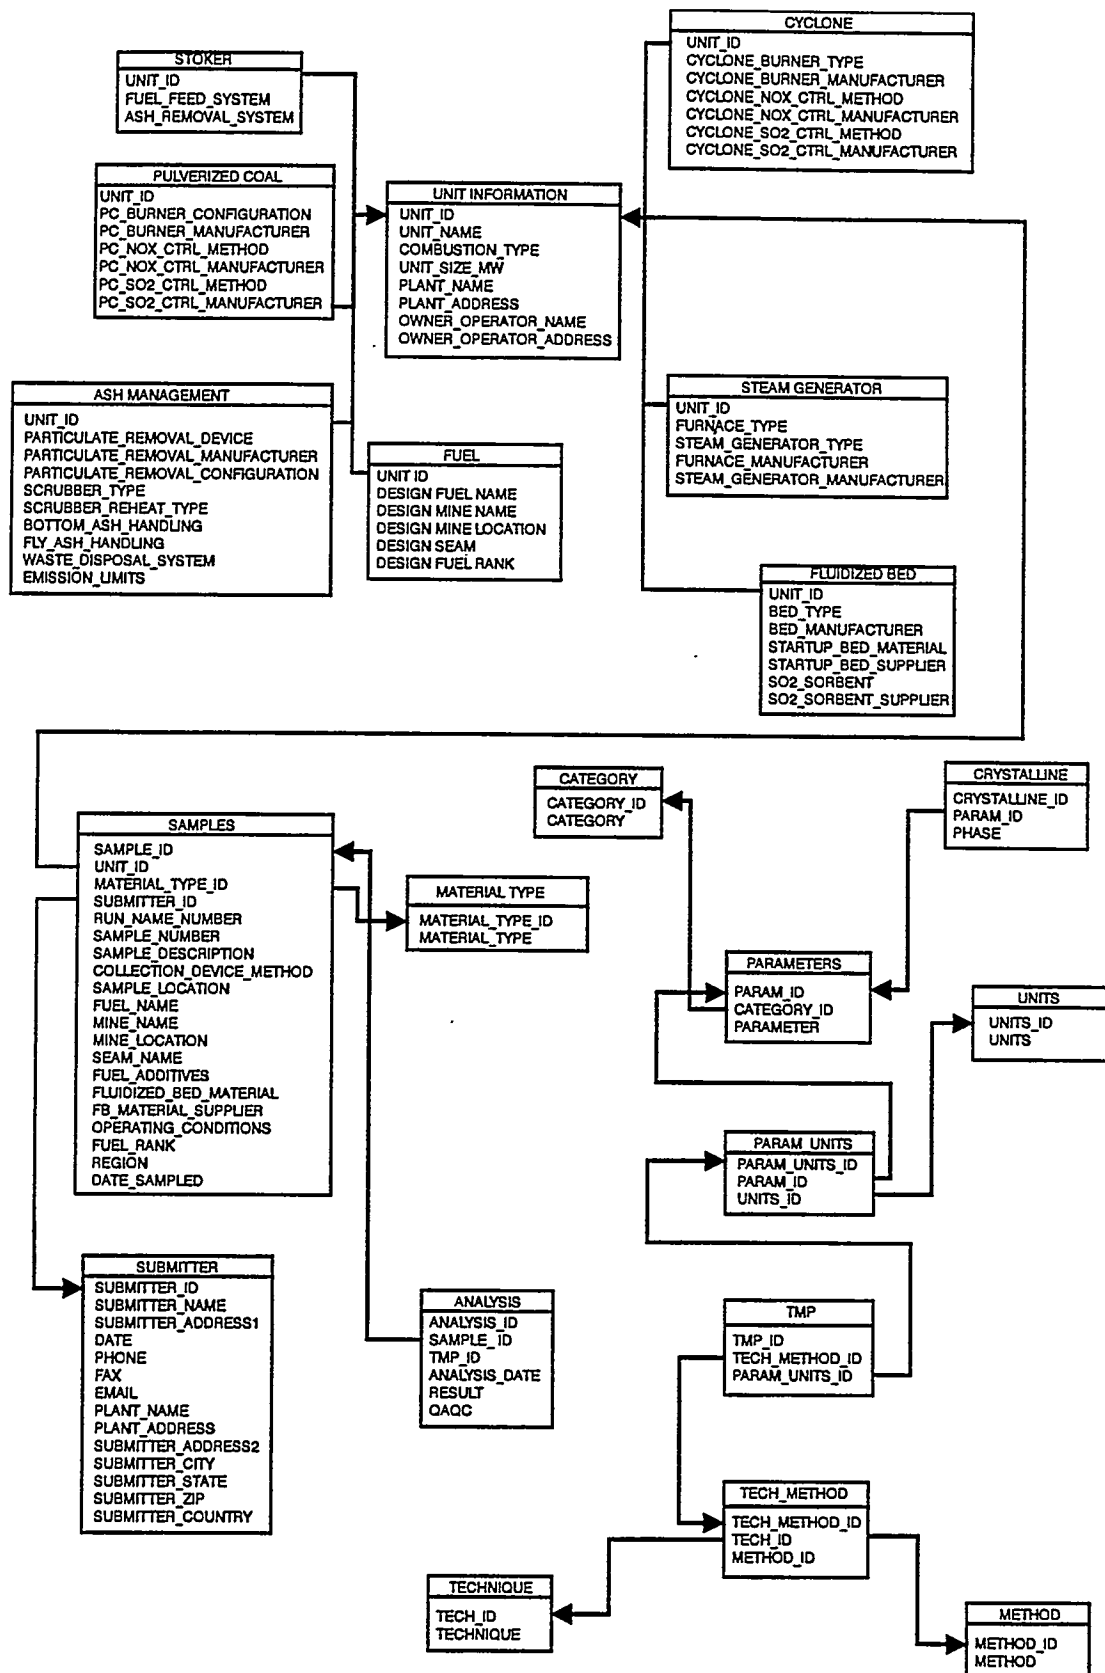 CYCLONE
UNIT_ID
CYCLONE_BURNER_TYPE
CYCLONE_BURNER_MANUFACTURER
CYCLONE_NOX_CTRL_METHOD
CYCLONE_NOX_CTRL_MANUFACTURER
CYCLONE_SO2_CTRL_METHOD
CYCLONE_SO2_CTRL_MANUFACTURER
STOKER
UNIT_ID
FUEL_FEED_SYSTEM
ASH_REMOVAL_SYSTEM
PULVERIZED COAL
UNIT_ID
PC_BURNER_CONFIGURATION
PC_BURNER_MANUFACTURER
PC_NOX_CTRL_METHOD
PC_NOX_CTRL_MANUFACTURER
PC_SO2_CTRL_METHOD
PC_SO2_CTRL_MANUFACTURER
UNIT INFORMATION
UNIT_ID
UNIT_NAME
COMBUSTION_TYPE
UNIT_SIZE_MW
PLANT_NAME
PLANT_ADDRESS
OWNER_OPERATOR_NAME
OWNER_OPERATOR_ADDRESS
ASH MANAGEMENT
UNIT_ID
PARTICULATE_REMOVAL_DEVICE
PARTICULATE_REMOVAL_MANUFACTURER
PARTICULATE_REMOVAL_CONFIGURATION
SCRUBBER_TYPE
SCRUBBER_REHEAT_TYPE
BOTTOM_ASH_HANDLING
FLY_ASH_HANDLING
WASTE_DISPOSAL_SYSTEM
EMISSION_LIMITS
FUEL
UNIT ID
DESIGN FUEL NAME
DESIGN MINE NAME
DESIGN MINE LOCATION
DESIGN SEAM
DESIGN FUEL RANK
STEAM GENERATOR
UNIT_ID
FURNACE_TYPE
STEAM_GENERATOR_TYPE
FURNACE_MANUFACTURER
STEAM_GENERATOR_MANUFACTURER
FLUIDIZED BED
UNIT_ID
BED_TYPE
BED_MANUFACTURER
STARTUP_BED_MATERIAL
STARTUP_BED_SUPPLIER
SO2_SORBENT
SO2_SORBENT_SUPPLIER
SAMPLES
SAMPLE_ID
UNIT_ID
MATERIAL_TYPE_ID
SUBMITTER_ID
RUN_NAME_NUMBER
SAMPLE_NUMBER
SAMPLE_DESCRIPTION
COLLECTION_DEVICE_METHOD
SAMPLE_LOCATION
FUEL_NAME
MINE_NAME
MINE_LOCATION
SEAM_NAME
FUEL_ADDITIVES
FLUIDIZED_BED_MATERIAL
FB_MATERIAL_SUPPLIER
OPERATING_CONDITIONS
FUEL_RANK
REGION
DATE_SAMPLED
MATERIAL TYPE
MATERIAL_TYPE_ID
MATERIAL_TYPE
CATEGORY
CATEGORY_ID
CATEGORY
CRYSTALLINE
CRYSTALLINE_ID
PARAM_ID
PHASE
PARAMETERS
PARAM_ID
CATEGORY_ID
PARAMETER
UNITS
UNITS_ID
UNITS
PARAM_UNITS
PARAM_UNITS_ID
PARAM_ID
UNITS_ID
SUBMITTER
SUBMITTER_ID
SUBMITTER_NAME
SUBMITTER_ADDRESS1
DATE
PHONE
FAX
EMAIL
PLANT_NAME
PLANT_ADDRESS
SUBMITTER_ADDRESS2
SUBMITTER_CITY
SUBMITTER_STATE
SUBMITTER_ZIP
SUBMITTER_COUNTRY
ANALYSIS
ANALYSIS_ID
SAMPLE_ID
TMP_ID
ANALYSIS_DATE
RESULT
QAQC
TMP
TMP_ID
TECH_METHOD_ID
PARAM_UNITS_ID
TECH_METHOD
TECH_METHOD_ID
TECH_ID
METHOD_ID
TECHNIQUE
TECH_ID
TECHNIQUE
METHOD
METHOD_ID
METHOD